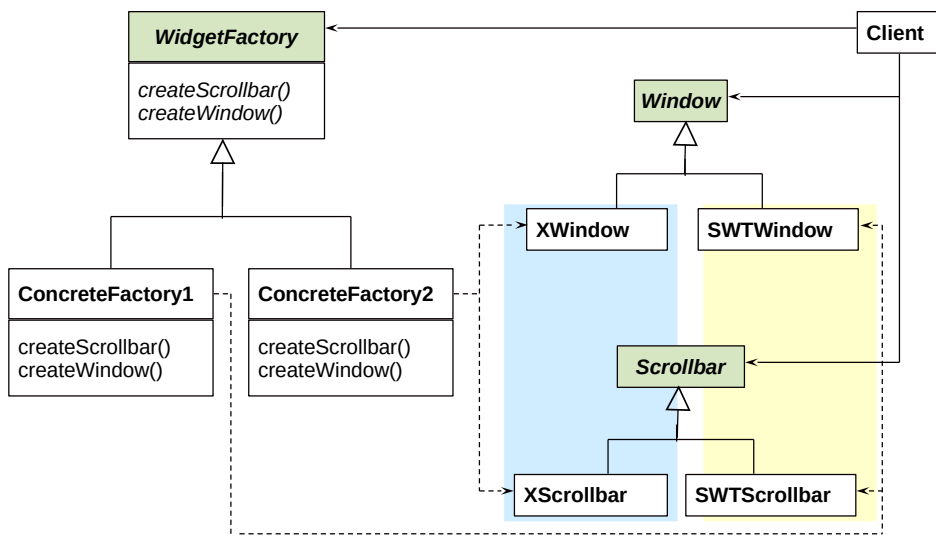 WidgetFactory
createScrollbar()
createWindow()
Client
Window
XWindow
SWTWindow
ConcreteFactory1
createScrollbar()
createWindow()
ConcreteFactory2
createScrollbar()
createWindow()
Scrollbar
XScrollbar
SWTScrollbar